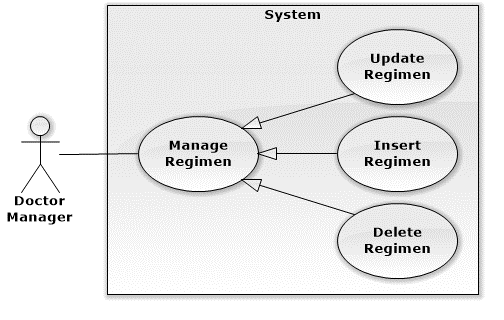 System
Update
Regimen
Manage
Regimen
Insert
Regimen
Doctor
Manager
Delete
Regimen